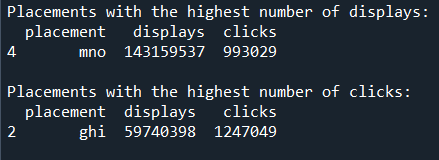 Placements with the highest number of displays:
  placement   displays  clicks
4       mno  143159537  993029

Placements with the highest number of clicks:
  placement  displays   clicks
2       ghi  59740398  1247049